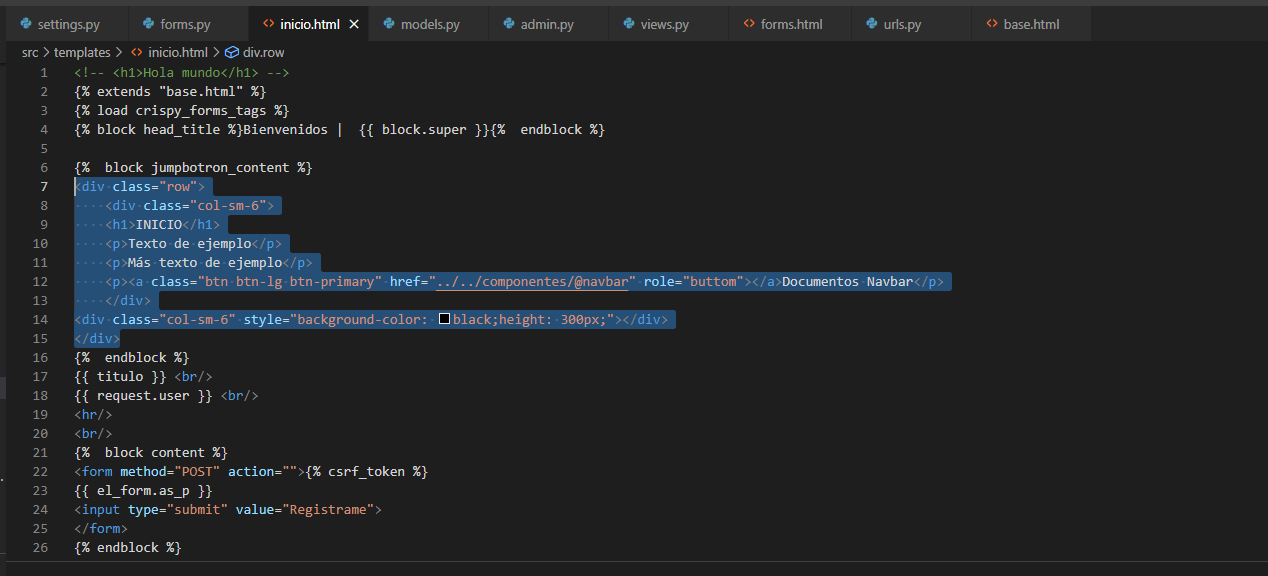 settings.py forms.py inicio.html models.py admin.py views.py forms.html urls.py base.html
src > templates > inicio.html > div.row
1 <!-- <h1>Hola mundo</h1> -->
2 {% extends "base.html" %}
3 {% load crispy_forms_tags %}
4 {% block head_title %}Bienvenidos |  {{ block.super }}{%  endblock %}
5
6 {%  block jumpbotron_content %}
7 <div class="row">
8     <div class="col-sm-6">
9     <h1>INICIO</h1>
10     <p>Texto de ejemplo</p>
11     <p>Más texto de ejemplo</p>
12     <p><a class="btn btn-lg btn-primary" href="../../componentes/@navbar" role="buttom"></a>Documentos Navbar</p>
13     </div>
14 <div class="col-sm-6" style="background-color: black;height: 300px;"></div>
15 </div>
16 {%  endblock %}
17 {{ titulo }} <br/>
18 {{ request.user }} <br/>
19 <hr/>
20 <br/>
21 {%  block content %}
22 <form method="POST" action="">{% csrf_token %}
23 {{ el_form.as_p }}
24 <input type="submit" value="Registrame">
25 </form>
26 {% endblock %}